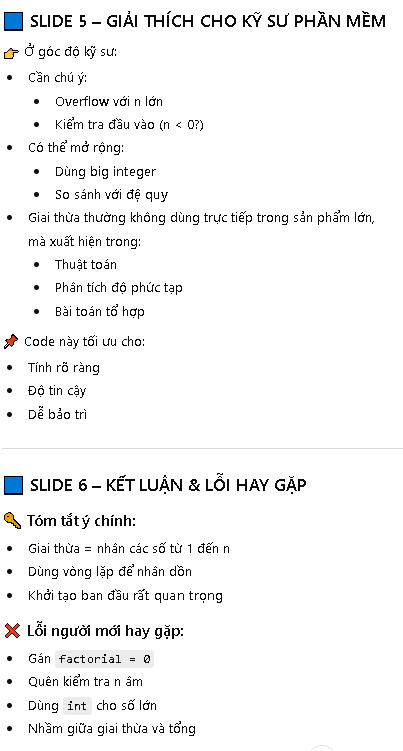 SLIDE 5 – GIẢI THÍCH CHO KỸ SƯ PHẦN MỀM
Ở góc độ kỹ sư:
Cần chú ý:
Overflow với n lớn
Kiểm tra đầu vào (n < 0?)
Có thể mở rộng:
Dùng big integer
So sánh với đệ quy
Giai thừa thường không dùng trực tiếp trong sản phẩm lớn,
mà xuất hiện trong:
Thuật toán
Phân tích độ phức tạp
Bài toán tổ hợp
Code này tối ưu cho:
Tính rõ ràng
Độ tin cậy
Dễ bảo trì
SLIDE 6 – KẾT LUẬN & LỖI HAY GẶP
Tóm tắt ý chính:
Giai thừa = nhân các số từ 1 đến n
Dùng vòng lặp để nhân dồn
Khởi tạo ban đầu rất quan trọng
Lỗi người mới hay gặp:
Gán factorial = 0
Quên kiểm tra n âm
Dùng int cho số lớn
Nhầm giữa giai thừa và tổng